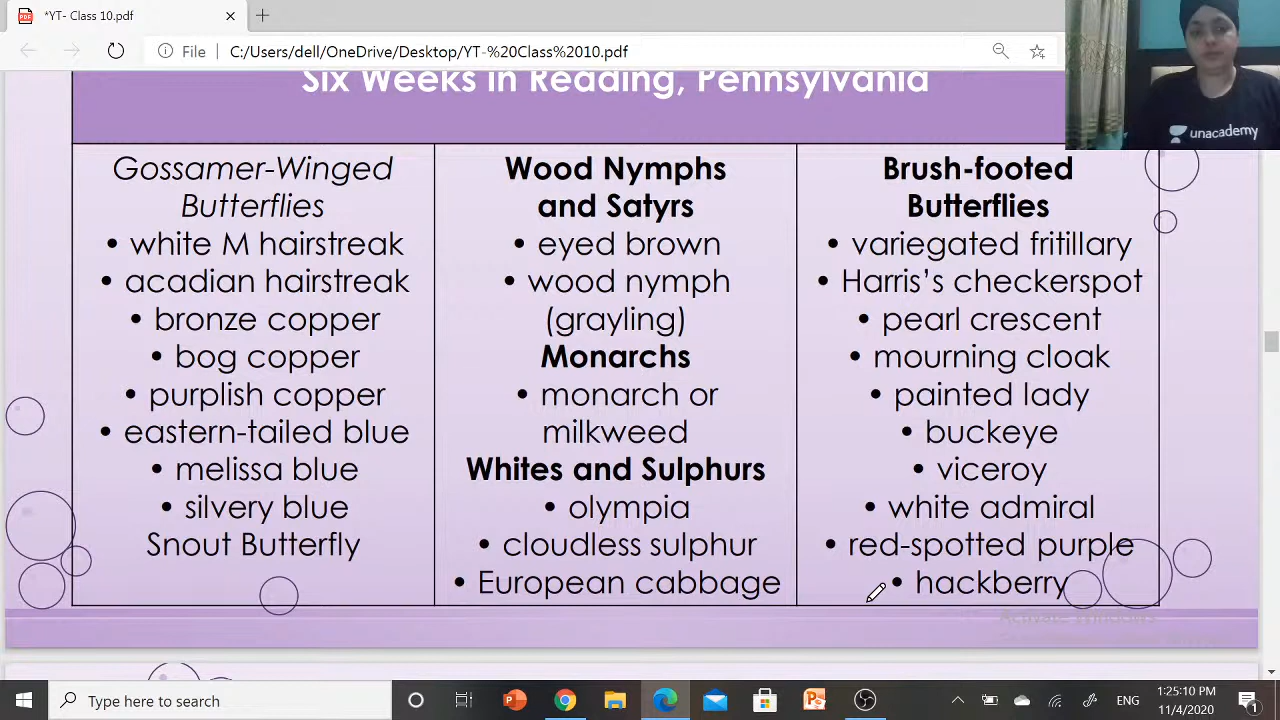 *YT- Class 10.pdf
File C:/Users/dell/OneDrive/Desktop/YT-%20Class%2010.pdf
unacademy
Six Weeks in Reading, Pennsylvania
Gossamer-Winged
Butterflies
• white M hairstreak
• acadian hairstreak
• bronze copper
• bog copper
• purplish copper
• eastern-tailed blue
• melissa blue
• silvery blue
Snout Butterfly
Wood Nymphs
and Satyrs
• eyed brown
• wood nymph
(grayling)
Monarchs
• monarch or
milkweed
Whites and Sulphurs
• olympia
• cloudless sulphur
• European cabbage
Brush-footed
Butterflies
• variegated fritillary
• Harris’s checkerspot
• pearl crescent
• mourning cloak
• painted lady
• buckeye
• viceroy
• white admiral
• red-spotted purple
• hackberry
Activate Windows
Type here to search
ENG
1:25:10 PM
11/4/2020